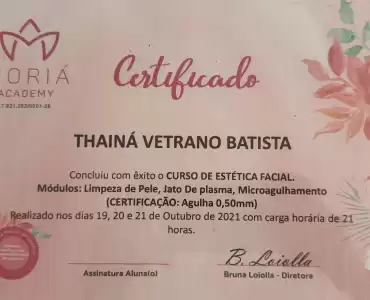 ACADEMY
Certificado
THAINÁ VETRANO BATISTA
Concluiu com êxito o CURSO DE ESTÉTICA FACIAL.
Módulos: Limpeza de Pele, Jato De plasma, Microagulhamento
(CERTIFICAÇÃO: Agulha 0,50mm)
Realizado nos dias 19, 20 e 21 de Outubro de 2021 com carga horária de 21
horas.
B. Loiolla
Assinatura Aluna(o)
Bruna Loiolla - Diretore